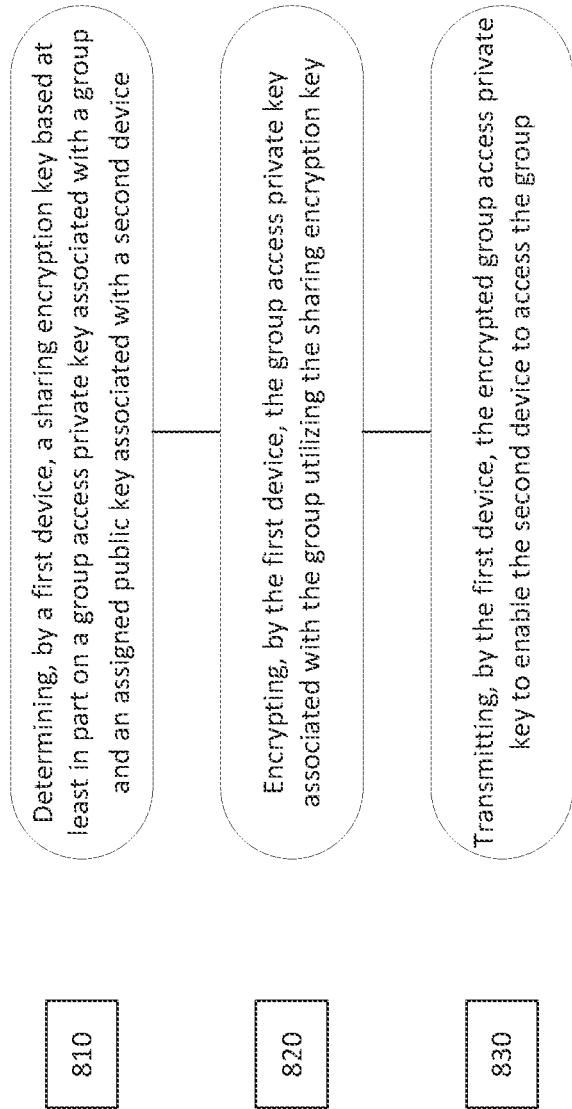 810
Determining, by a first device, a sharing encryption key based at
least in part on a group access private key associated with a group
and an assigned public key associated with a second device
820
Encrypting, by the first device, the group access private key
associated with the group utilizing the sharing encryption key
830
Transmitting, by the first device, the encrypted group access private
key to enable the second device to access the group